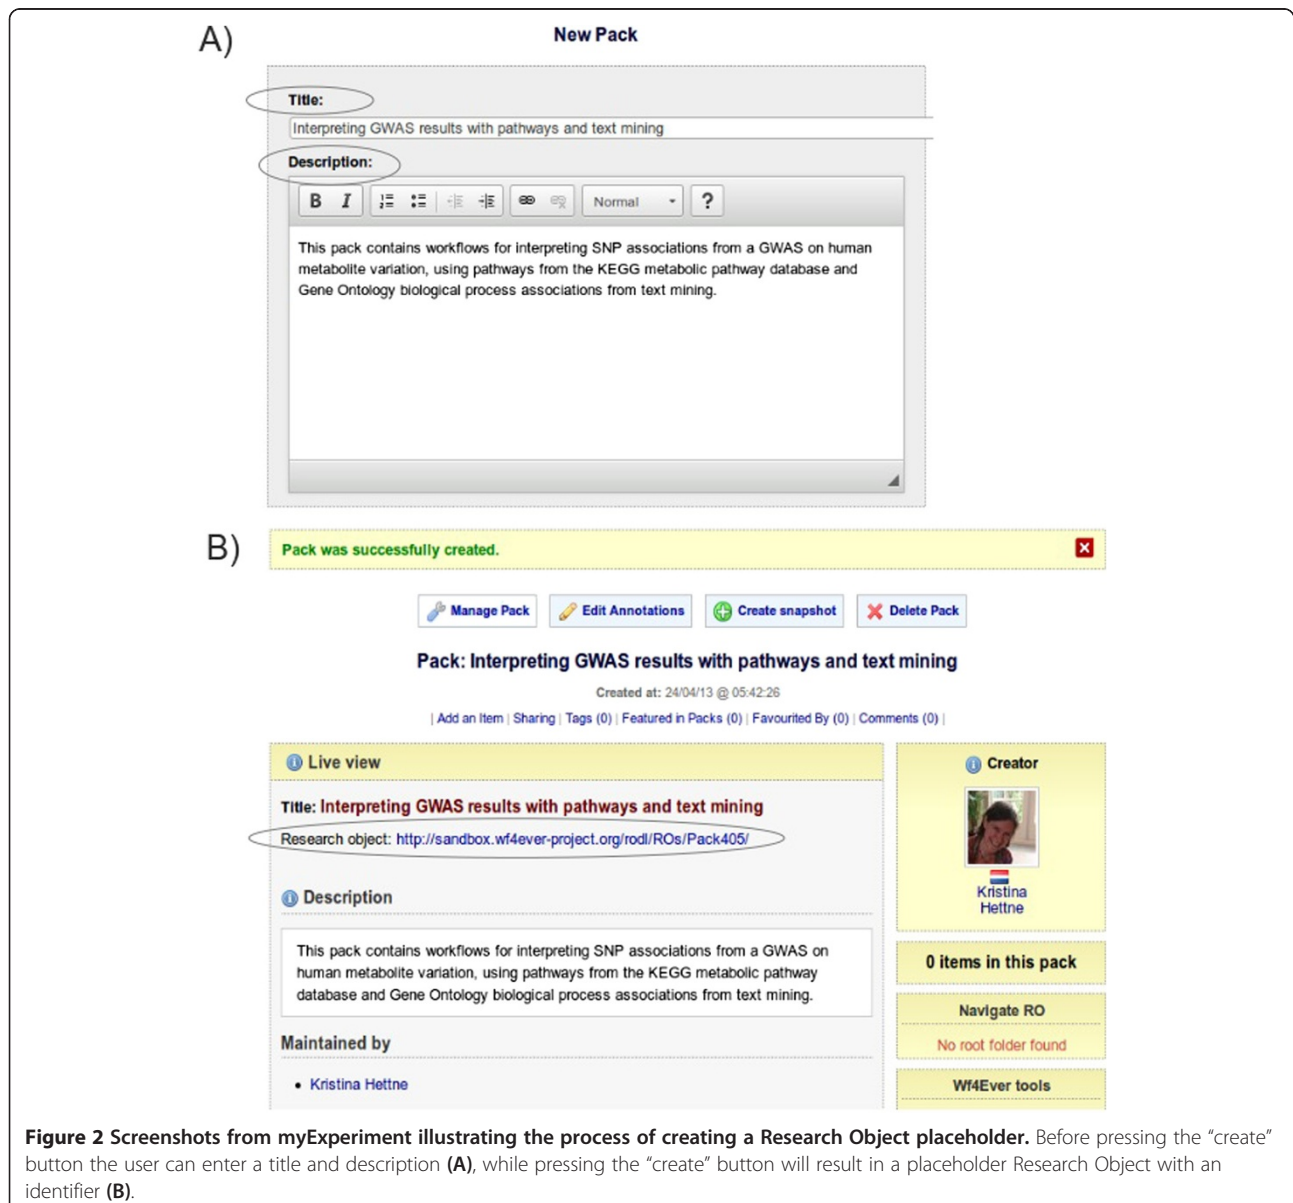 A)
New Pack
Title:
Interpreting GWAS results with pathways and text mining
Description:
B I Normal ?
This pack contains workflows for interpreting SNP associations from a GWAS on human
metabolite variation, using pathways from the KEGG metabolic pathway database and
Gene Ontology biological process associations from text mining.
B)
Pack was successfully created.
Manage Pack Edit Annotations Create snapshot Delete Pack
Pack: Interpreting GWAS results with pathways and text mining
Created at: 24/04/13 @ 05:42:26
| Add an Item | Sharing | Tags (0) | Featured in Packs (0) | Favourited By (0) | Comments (0) |
Live view
Title: Interpreting GWAS results with pathways and text mining
Research object: http://sandbox.wf4ever-project.org/rodl/ROs/Pack405/
Description
This pack contains workflows for interpreting SNP associations from a GWAS on
human metabolite variation, using pathways from the KEGG metabolic pathway
database and Gene Ontology biological process associations from text mining.
Maintained by
• Kristina Hettne
Creator
Kristina
Hettne
0 items in this pack
Navigate RO
No root folder found
Wf4Ever tools
Figure 2 Screenshots from myExperiment illustrating the process of creating a Research Object placeholder. Before pressing the “create”
button the user can enter a title and description (A), while pressing the “create” button will result in a placeholder Research Object with an
identifier (B).